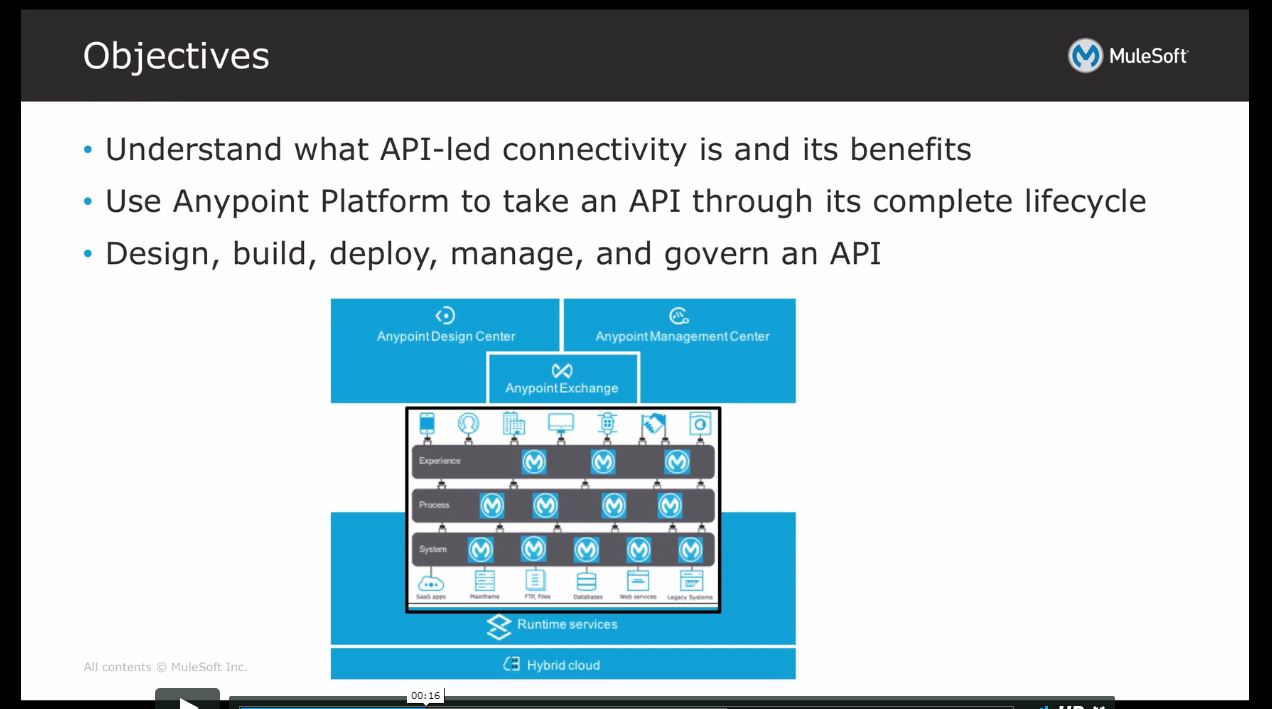 Objectives
MuleSoft
• Understand what API-led connectivity is and its benefits
• Use Anypoint Platform to take an API through its complete lifecycle
• Design, build, deploy, manage, and govern an API
Anypoint Design Center
Anypoint Management Center
Anypoint Exchange
Experience
Process
System
SaaS apps
Mainframe
FTP, Files
Databases
Web services
Legacy Systems
Runtime services
Hybrid cloud
All contents © MuleSoft Inc.
00:16